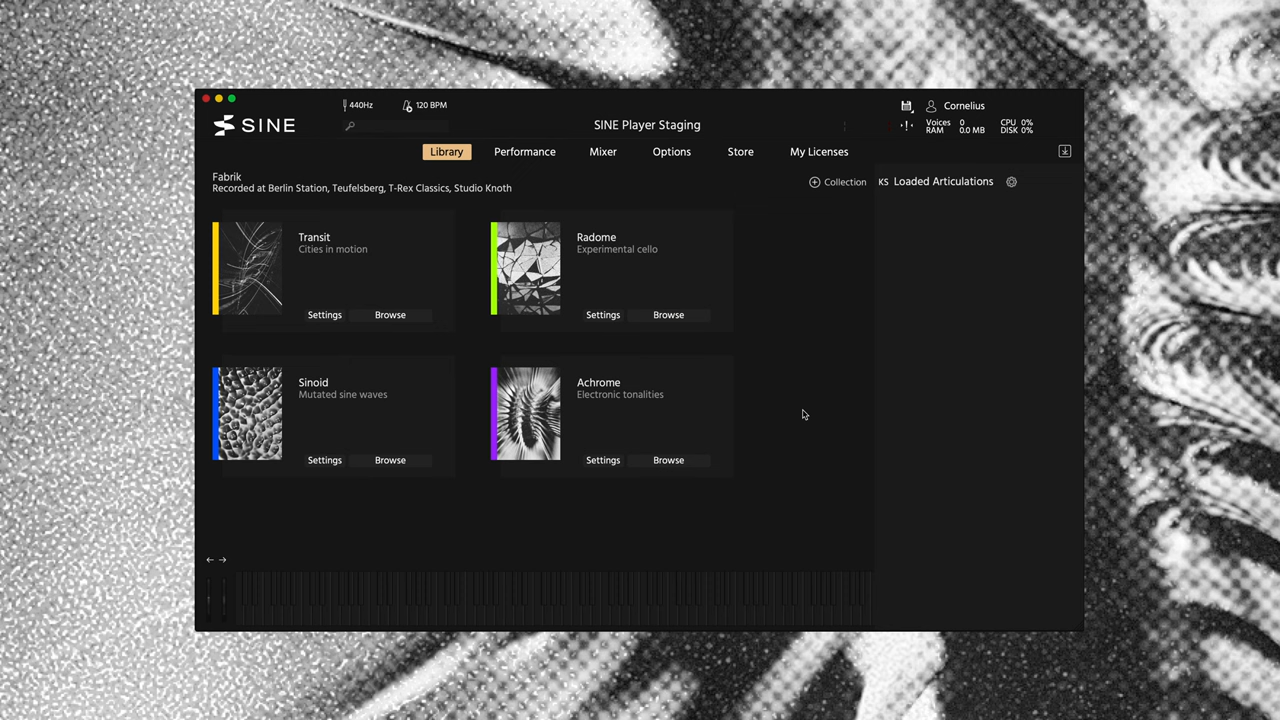 440Hz
120 BPM
Cornelius
SINE
SINE Player Staging
Voices 0
RAM 0.0 MB
CPU 0%
DISK 0%
Library
Performance
Mixer
Options
Store
My Licenses
Fabrik
Recorded at Berlin Station, Teufelsberg, T-Rex Classics, Studio Knoth
Collection
KS Loaded Articulations
Transit
Cities in motion
Settings
Browse
Radome
Experimental cello
Settings
Browse
Sinoid
Mutated sine waves
Settings
Browse
Achrome
Electronic tonalities
Settings
Browse